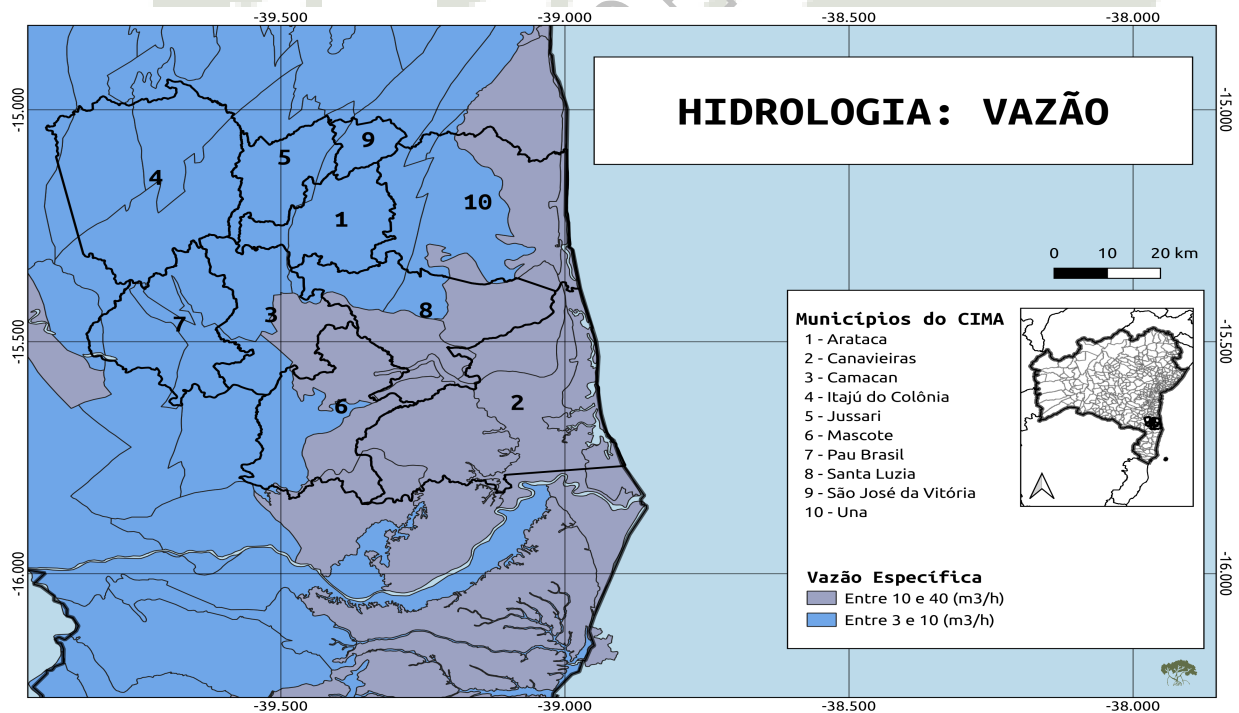 -39.500 -39.000 -38.500 -38.000
HIDROLOGIA: VAZÃO
-15.000 -15.000
9
5
4
10
1
0 10 20 km
8
3
7
-15.500 -15.500
6
2
Municípios do CIMA
1 - Arataca
2 - Canavieiras
3 - Camacan
4 - Itajú do Colônia
5 - Jussari
6 - Mascote
7 - Pau Brasil
8 - Santa Luzia
9 - São José da Vitória
10 - Una
-16.000 -16.000
Vazão Específica
Entre 10 e 40 (m3/h)
Entre 3 e 10 (m3/h)
-39.500 -39.000 -38.500 -38.000